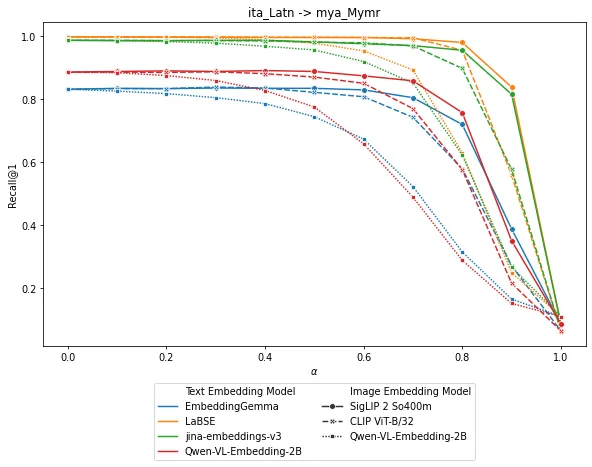 ita_Latn -> mya_Mymr
Recall@1
1.0
0.8
0.6
0.4
0.2
0.0 0.2 0.4 0.6 0.8 1.0
α
Text Embedding Model
EmbeddingGemma
LaBSE
jina-embeddings-v3
Qwen-VL-Embedding-2B
Image Embedding Model
SigLIP 2 So400m
CLIP ViT-B/32
Qwen-VL-Embedding-2B